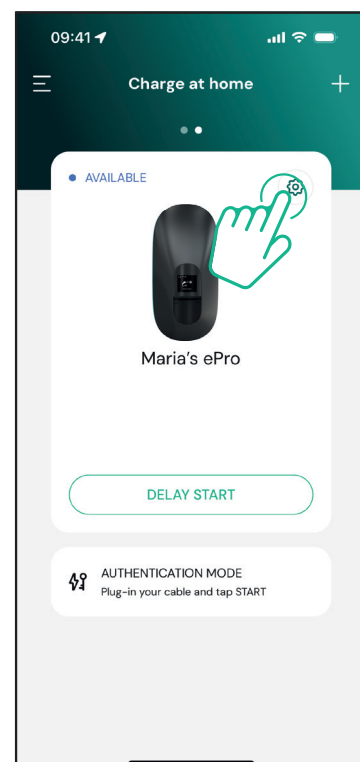 09:41
Charge at home
AVAILABLE
Maria's ePro
DELAY START
AUTHENTICATION MODE
Plug-in your cable and tap START